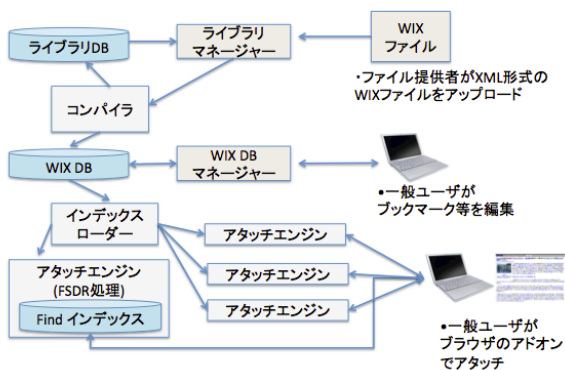 ライブラリDB
ライブラリ
マネージャー
WIX
ファイル
・ファイル提供者がXML形式の
WIXファイルをアップロード
コンパイラ
WIX DB
WIX DB
マネージャー
•一般ユーザが
ブックマーク等を編集
インデックス
ローダー
アタッチエンジン
アタッチエンジン
(FSDR処理)
アタッチエンジン
Find インデックス
アタッチエンジン
•一般ユーザが
ブラウザのアドオン
でアタッチ